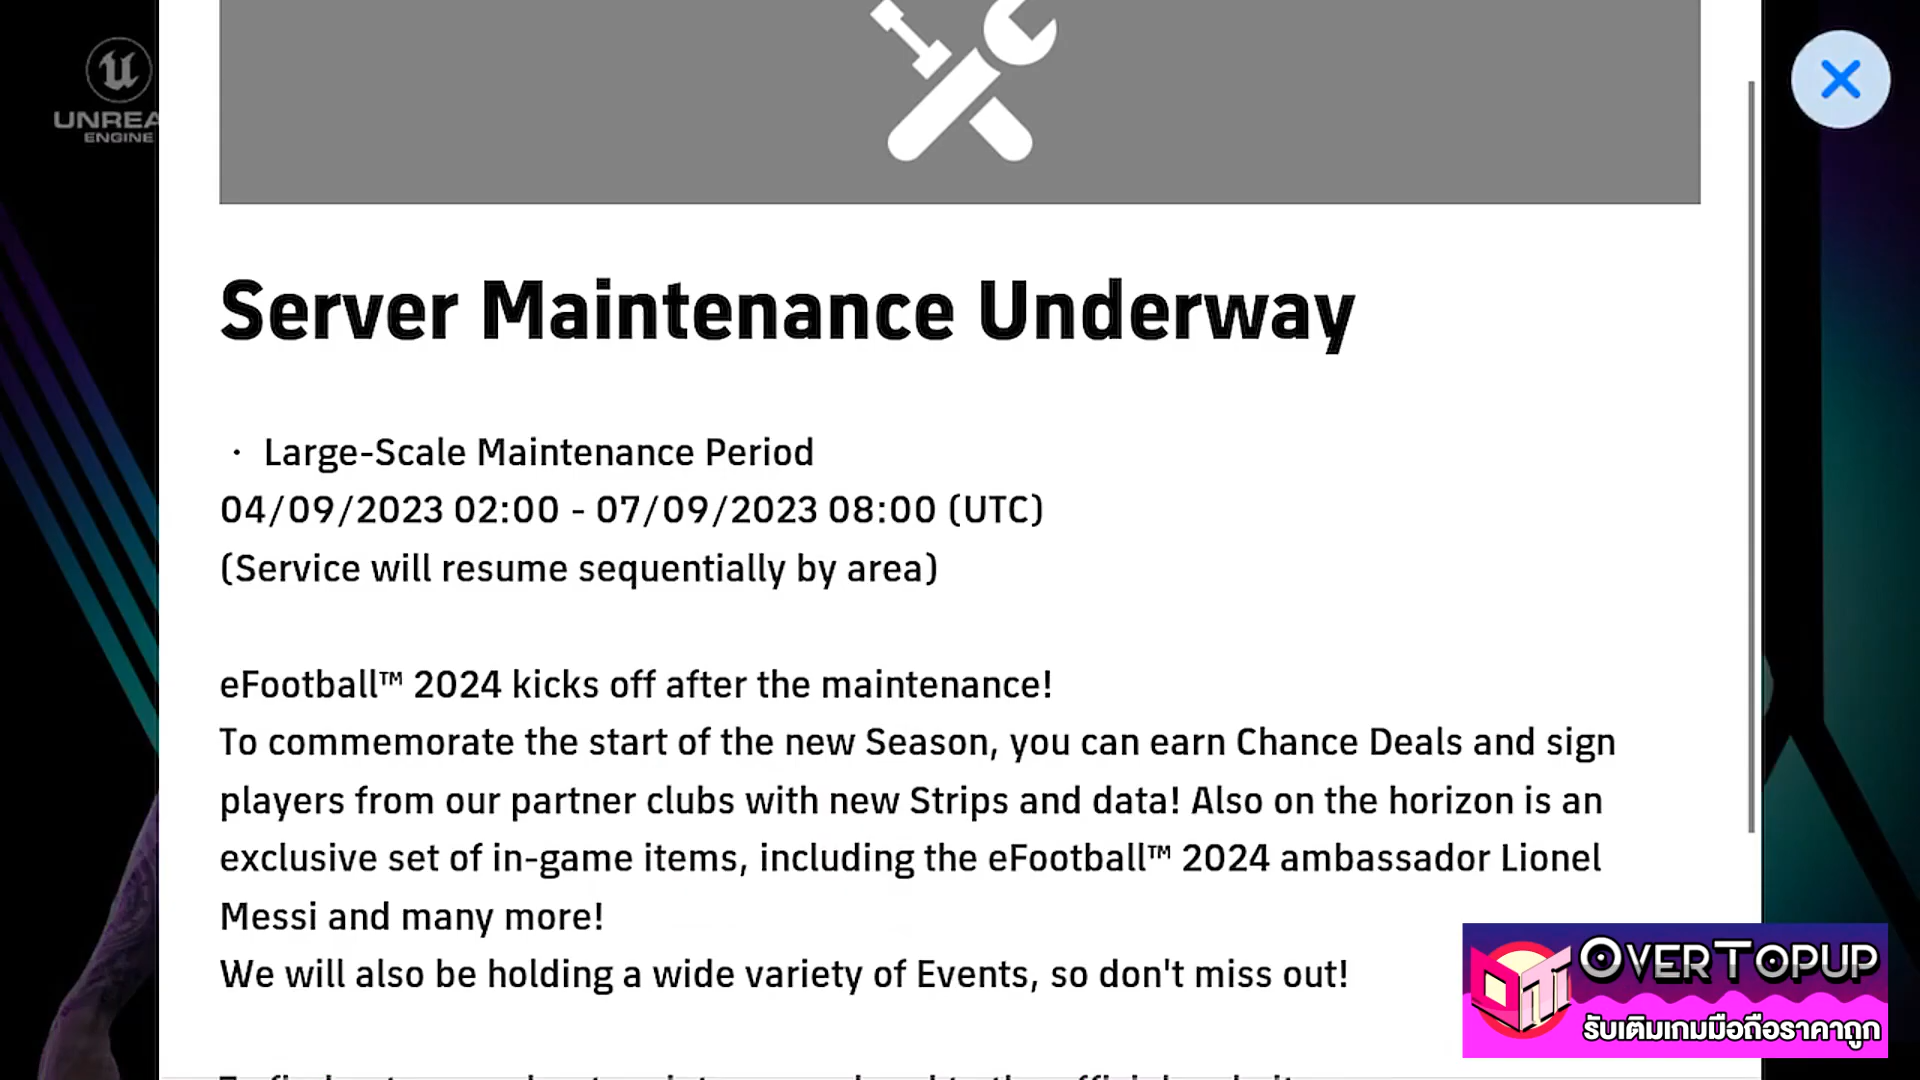 UNREA
ENGINE
Server Maintenance Underway
・ Large-Scale Maintenance Period
04/09/2023 02:00 - 07/09/2023 08:00 (UTC)
(Service will resume sequentially by area)
eFootball™ 2024 kicks off after the maintenance!
To commemorate the start of the new Season, you can earn Chance Deals and sign
players from our partner clubs with new Strips and data! Also on the horizon is an
exclusive set of in-game items, including the eFootball™ 2024 ambassador Lionel
Messi and many more!
We will also be holding a wide variety of Events, so don't miss out!
OVERTOPUP
รับเติมเกมมือถือราคาถูก